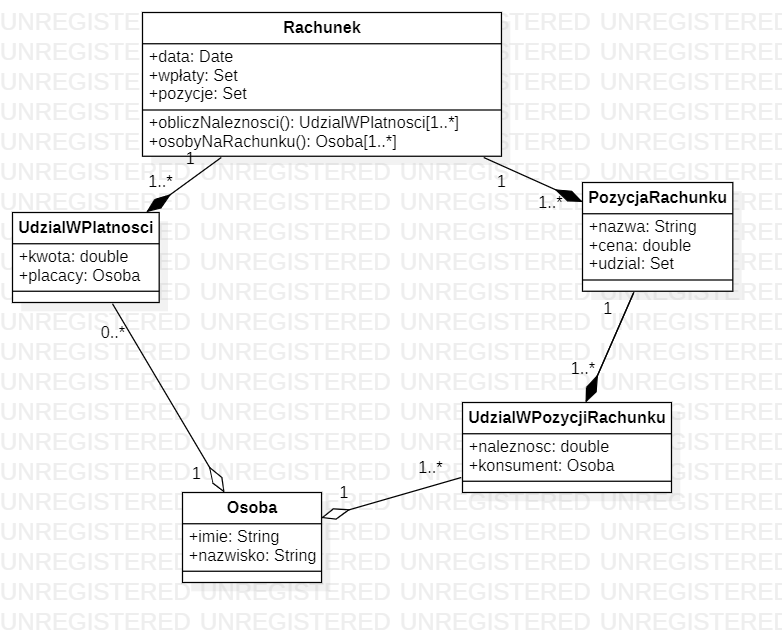 Rachunek
+data: Date
+wpłaty: Set
+pozycje: Set
+obliczNaleznosci(): UdzialWPlatnosci[1..*]
+osobyNaRachunku(): Osoba[1..*]
1
1..*
1
1..*
UdzialWPlatnosci
+kwota: double
+placacy: Osoba
PozycjaRachunku
+nazwa: String
+cena: double
+udzial: Set
0..*
1
1
1..*
UdzialWPozycjiRachunku
+naleznosc: double
+konsument: Osoba
1..*
1
Osoba
+imie: String
+nazwisko: String
UNREGISTERED UNREGISTERED UNREGISTERED UNREGISTERED